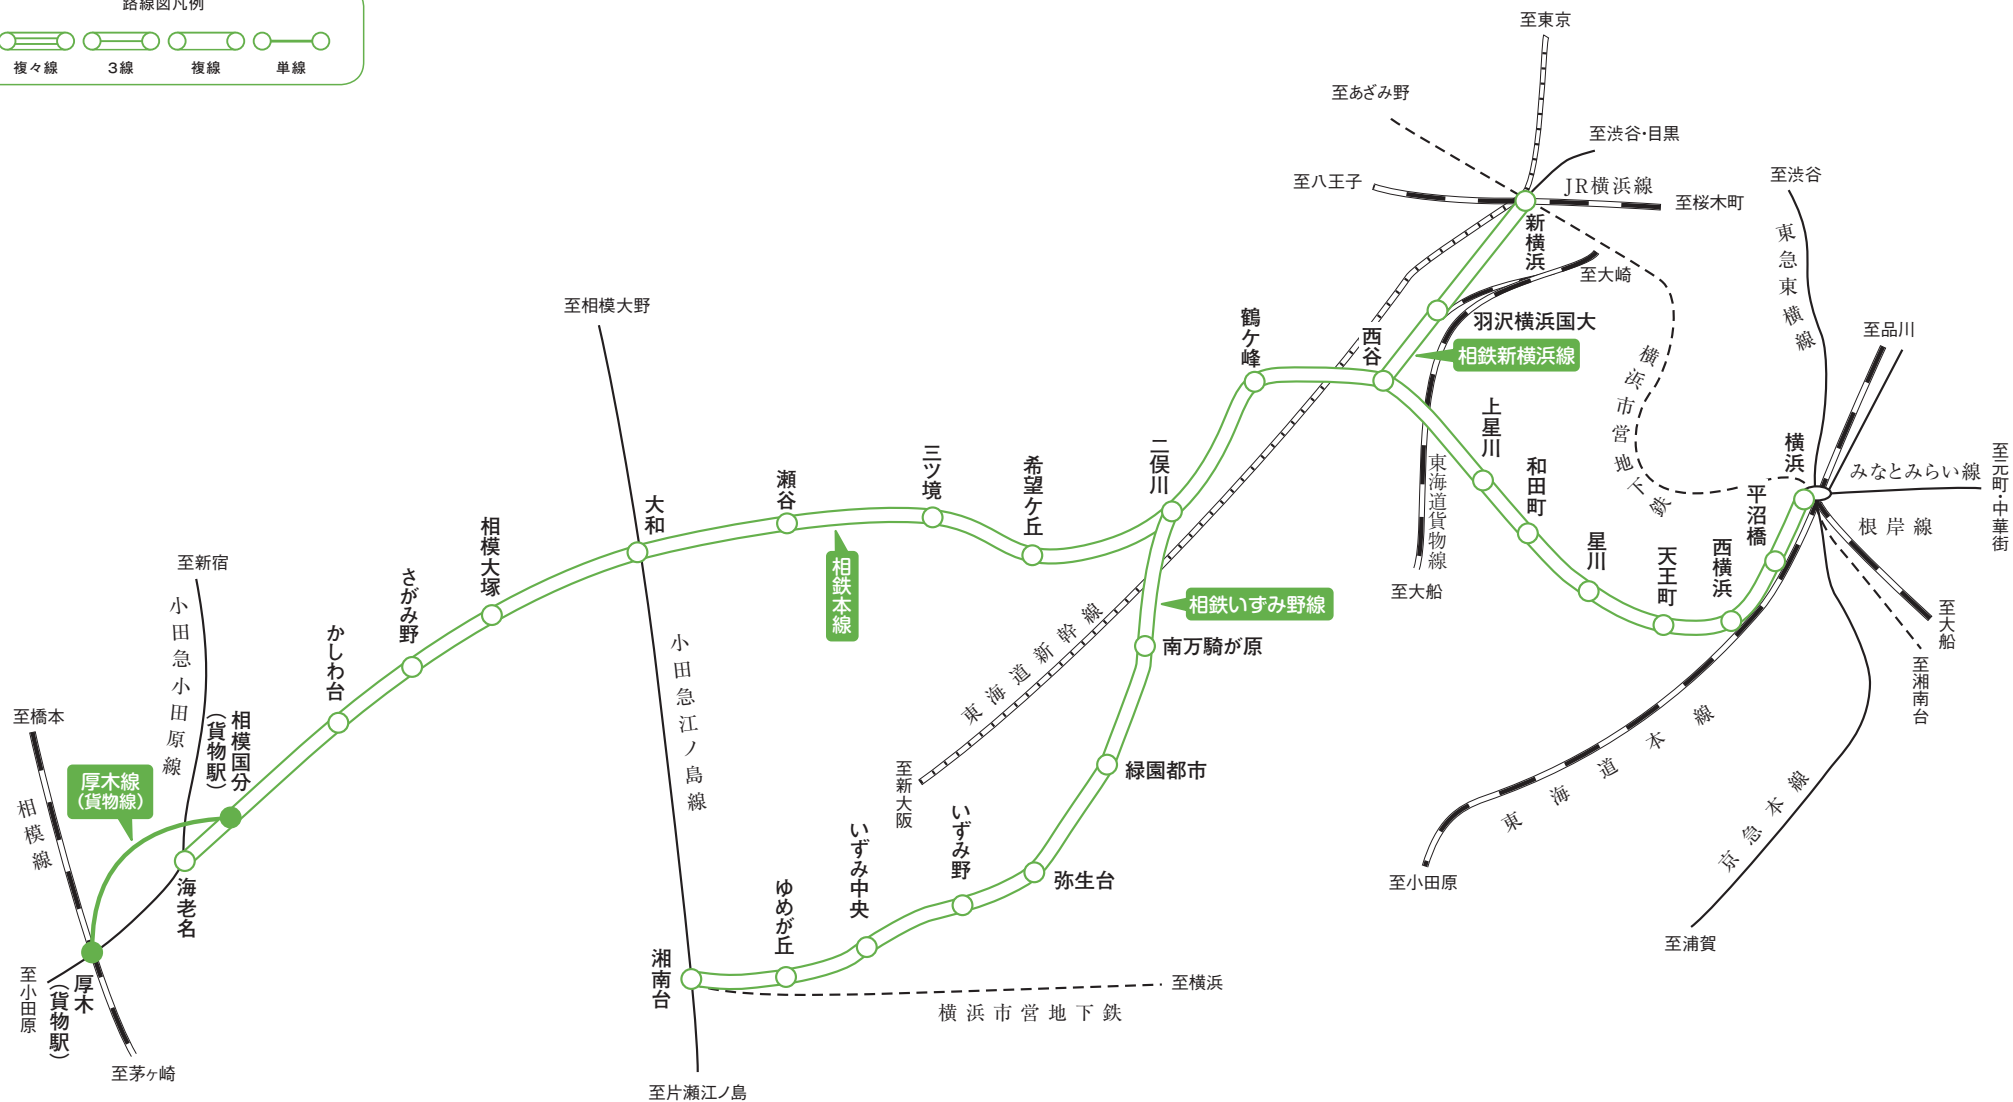 路線図凡例
複々線
3線
複線
単線
至東京
至あざみ野
至渋谷・目黒
至八王子
JR横浜線
至桜木町
至渋谷
新横浜
東急東横線
至大崎
至相模大野
鶴ケ峰
西谷
羽沢横浜国大
相鉄新横浜線
横浜市営地下鉄
至品川
上星川
和田町
横浜
みなとみらい線
至元町・中華街
平沼橋
根岸線
東海道貨物線
至大船
星川
天王町
西横浜
至大船
至湘南台
二俣川
希望ケ丘
三ツ境
瀬谷
大和
相模大塚
さがみ野
かしわ台
相鉄本線
相鉄いずみ野線
南万騎が原
東海道新幹線
至新大阪
緑園都市
弥生台
いずみ野
いずみ中央
ゆめが丘
湘南台
小田急江ノ島線
至片瀬江ノ島
至横浜
横浜市営地下鉄
東海道本線
至小田原
京急本線
至浦賀
至新宿
小田急小田原線
相模国分
(貨物駅)
至橋本
厚木線
(貨物線)
相模線
海老名
厚木
(貨物駅)
至小田原
至茅ヶ崎